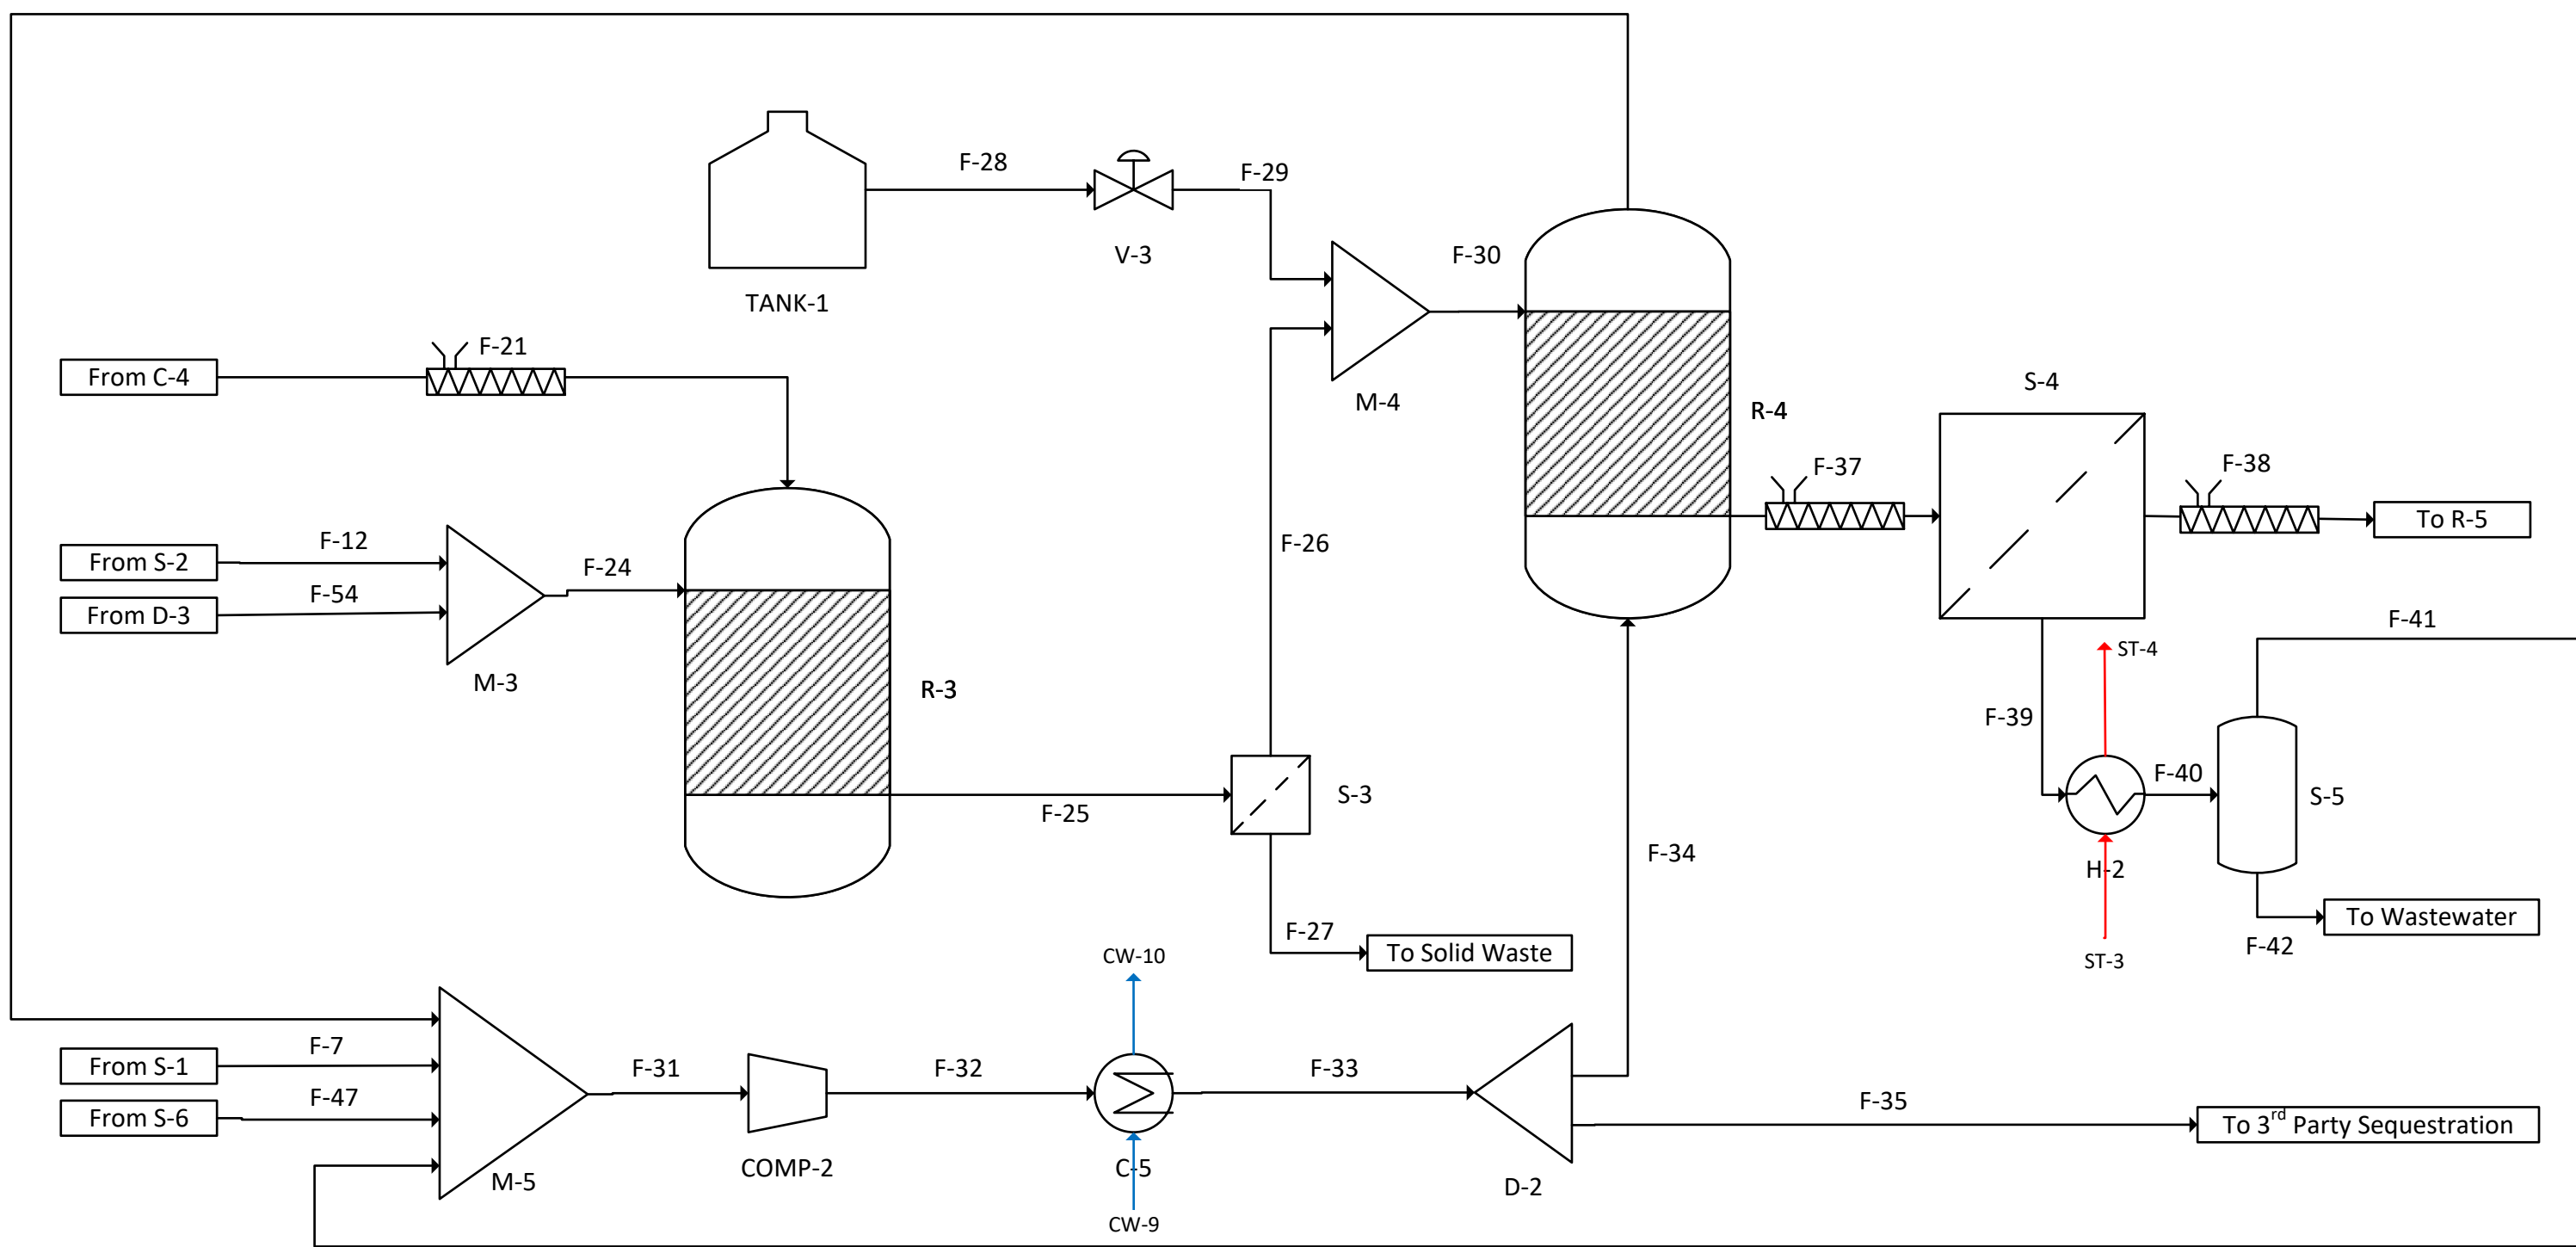 F-28
F-29
V-3
TANK-1
F-30
M-4
From C-4
F-21
R-4
S-4
F-37
F-38
To R-5
From S-2
F-12
From D-3
F-54
M-3
F-24
R-3
F-26
F-25
S-3
F-27
To Solid Waste
F-34
F-39
ST-4
F-41
F-40
S-5
H-2
ST-3
To Wastewater
F-42
CW-10
From S-1
F-7
From S-6
F-47
M-5
F-31
COMP-2
F-32
C-5
CW-9
F-33
D-2
F-35
To 3rd Party Sequestration